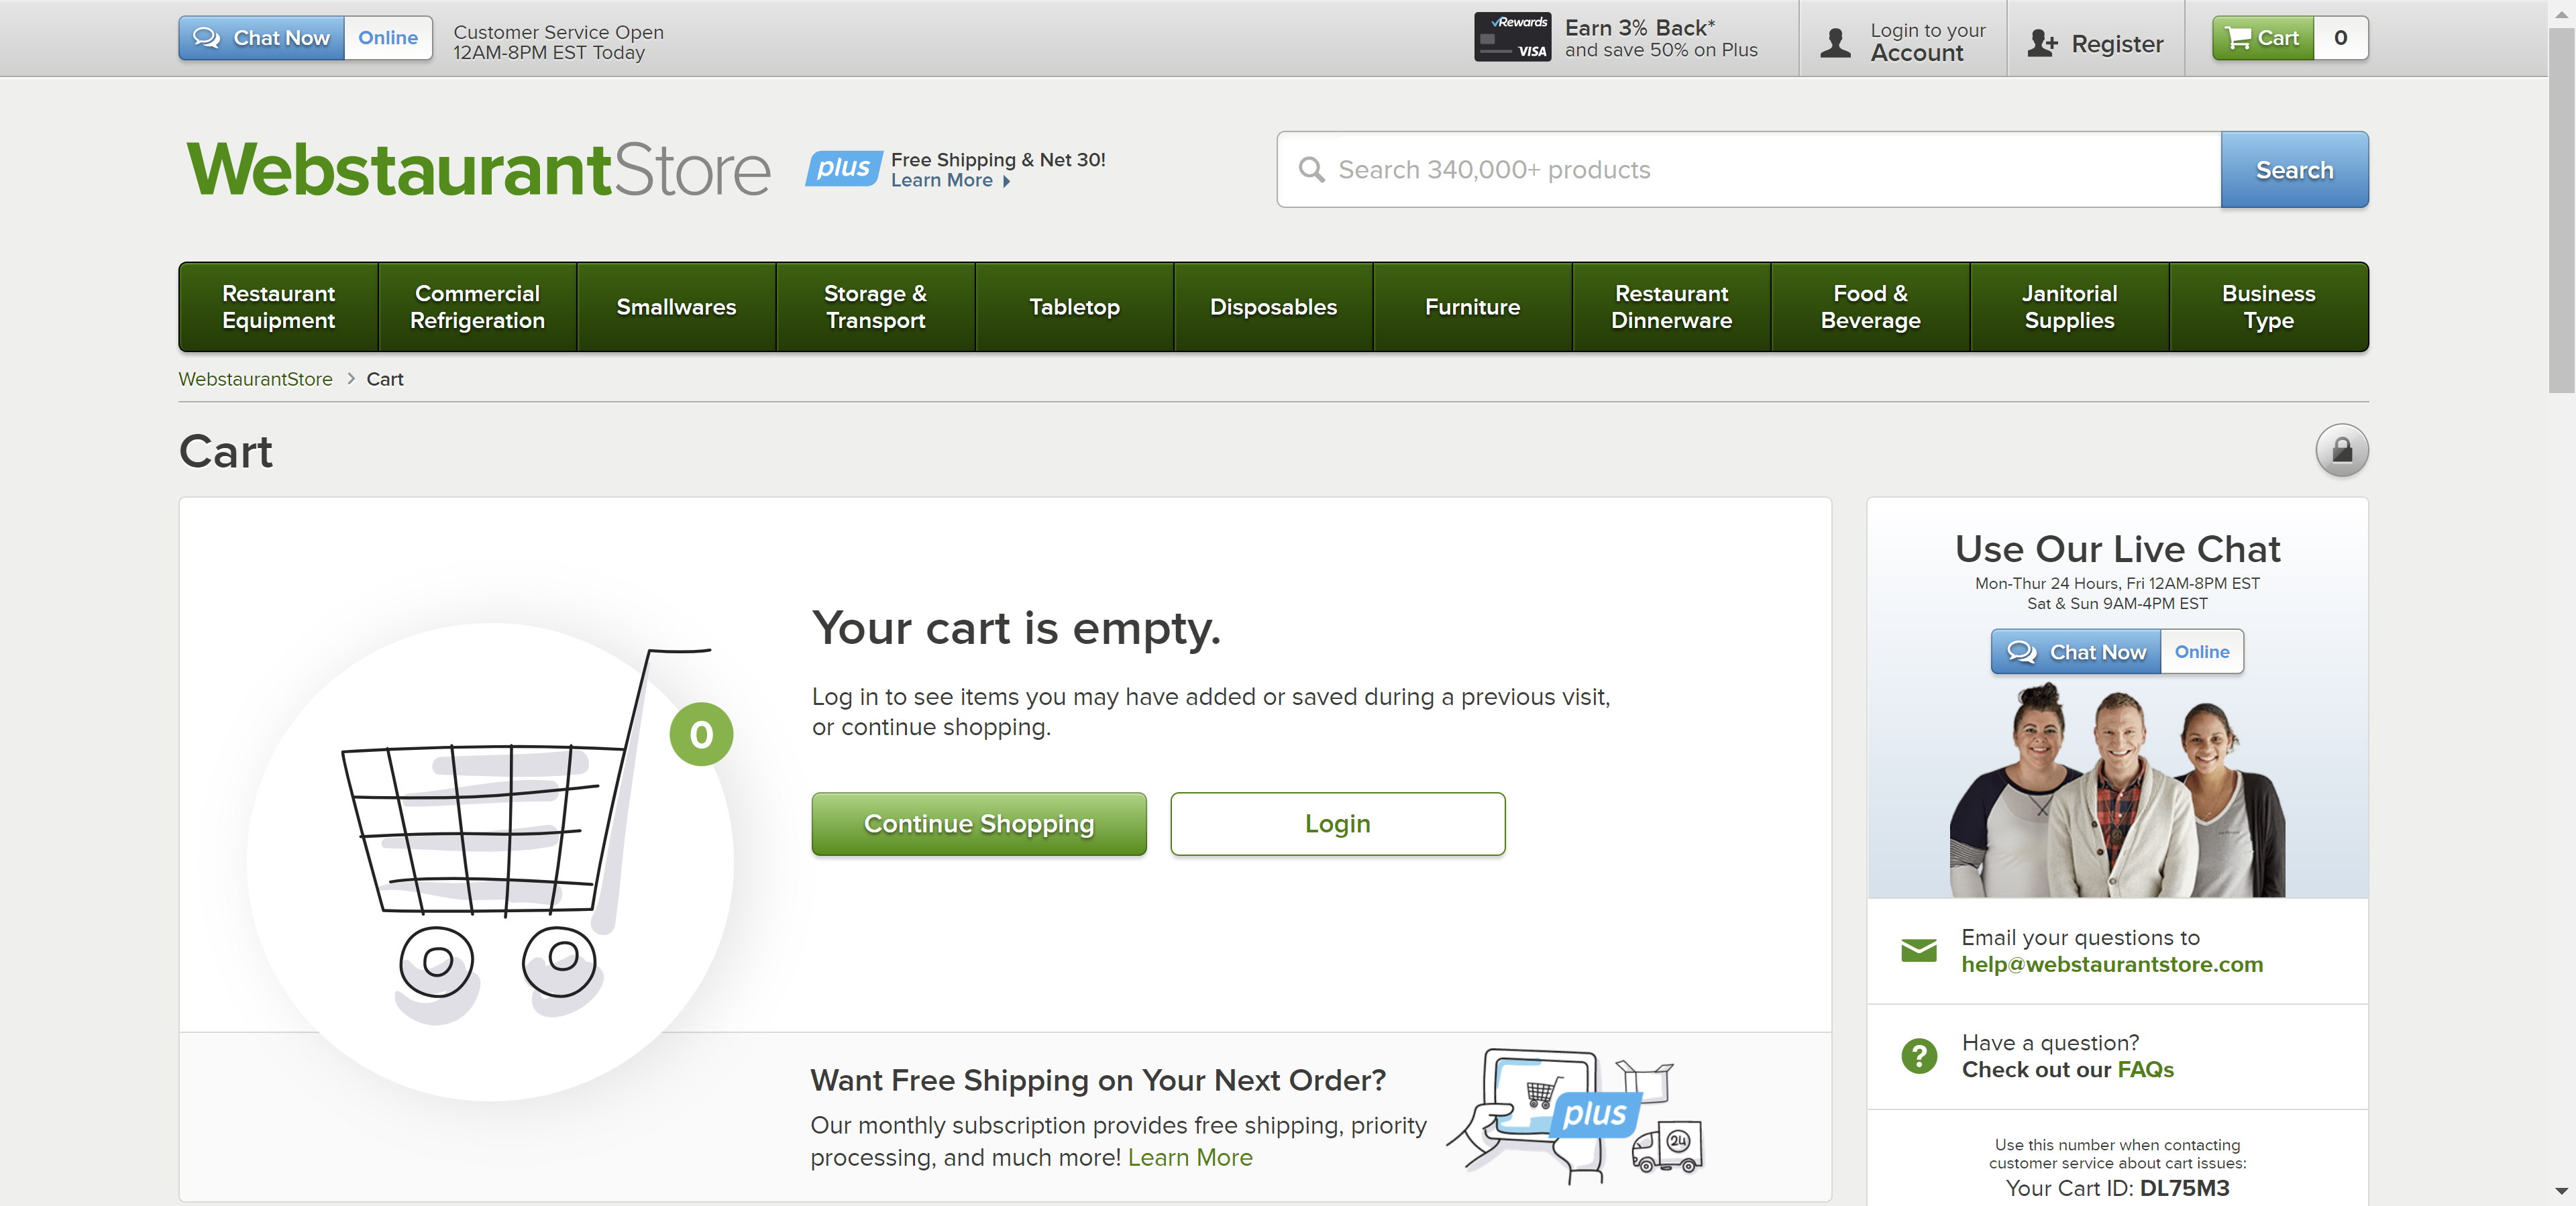 Chat Now
Online
Customer Service Open
12AM-8PM EST Today
Rewards
VISA
Earn 3% Back*
and save 50% on Plus
Login to your
Account
Register
Cart
0
WebstaurantStore
plus
Free Shipping & Net 30!
Learn More
Search 340,000+ products
Search
Restaurant
Equipment
Commercial
Refrigeration
Smallwares
Storage &
Transport
Tabletop
Disposables
Furniture
Restaurant
Dinnerware
Food &
Beverage
Janitorial
Supplies
Business
Type
WebstaurantStore > Cart
Cart
0
Your cart is empty.
Log in to see items you may have added or saved during a previous visit,
or continue shopping.
Continue Shopping
Login
Want Free Shipping on Your Next Order?
Our monthly subscription provides free shipping, priority
processing, and much more! Learn More
plus
24
Use Our Live Chat
Mon-Thur 24 Hours, Fri 12AM-8PM EST
Sat & Sun 9AM-4PM EST
Chat Now
Online
Email your questions to
help@webstaurantstore.com
?
Have a question?
Check out our FAQs
Use this number when contacting
customer service about cart issues:
Your Cart ID: DL75M3